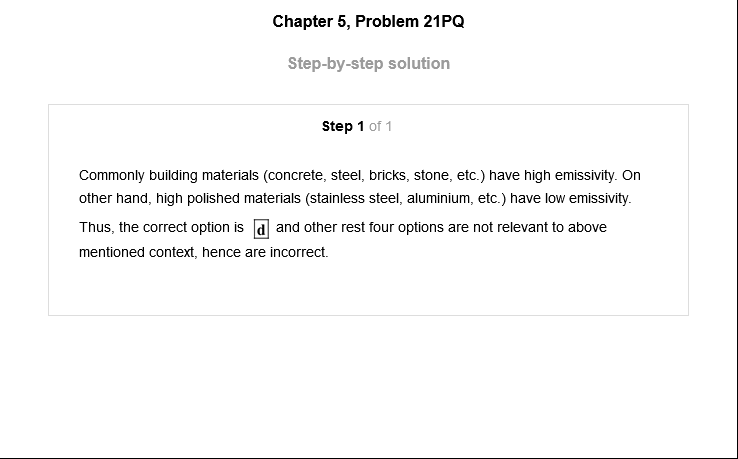 Chapter 5, Problem 21PQ
Step-by-step solution
Step 1 of 1
Commonly building materials (concrete, steel, bricks, stone, etc.) have high emissivity. On
other hand, high polished materials (stainless steel, aluminium, etc.) have low emissivity.
Thus, the correct option is d and other rest four options are not relevant to above
mentioned context, hence are incorrect.